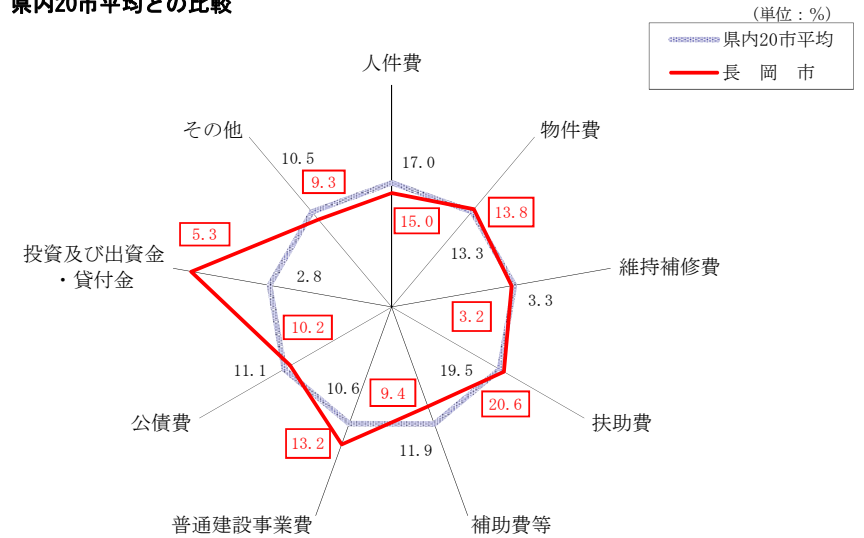 県内20市平均との比較
(単位：%)
県内20市平均
長　岡　市
人件費
その他
物件費
10.5
17.0
9.3
15.0
13.8
5.3
13.3
投資及び出資金
・貸付金
維持補修費
2.8
3.3
10.2
3.2
11.1
19.5
10.6
9.4
20.6
公債費
扶助費
13.2
11.9
普通建設事業費
補助費等